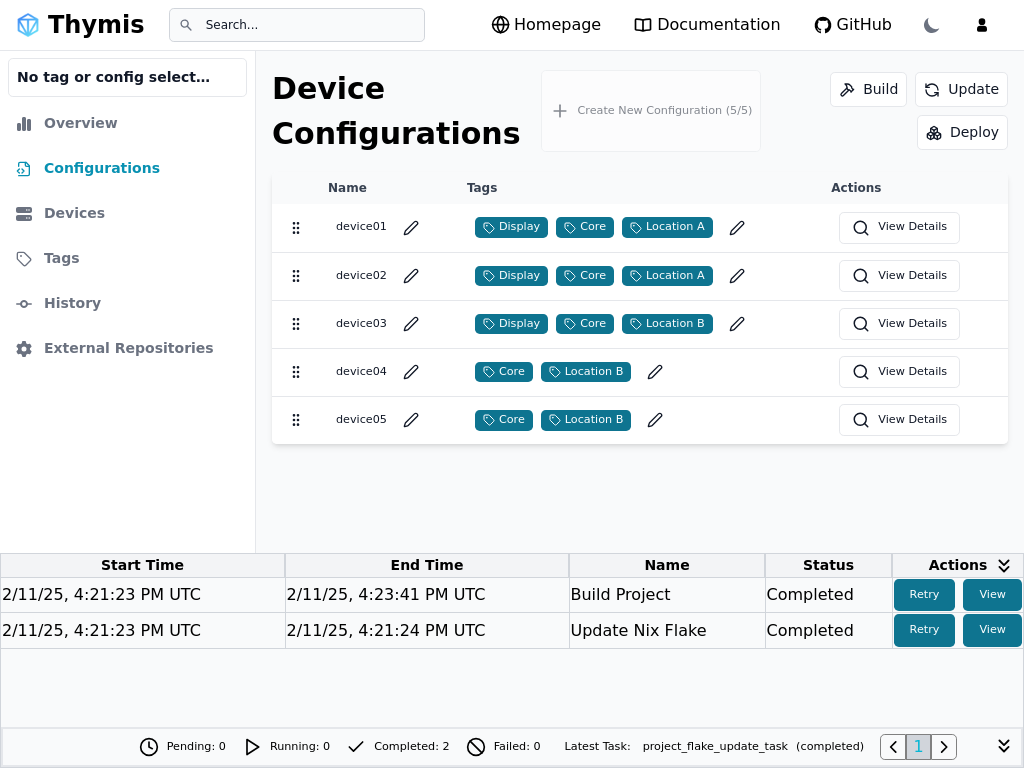 Thymis
Search...
Homepage
Documentation
GitHub
No tag or config select...
Overview
Configurations
Devices
Tags
History
External Repositories
Device
Configurations
Create New Configuration (5/5)
Build
Update
Deploy
Name Tags Actions
device01 Display Core Location A View Details
device02 Display Core Location A View Details
device03 Display Core Location B View Details
device04 Core Location B View Details
device05 Core Location B View Details
Start Time End Time Name Status Actions
2/11/25, 4:21:23 PM UTC 2/11/25, 4:23:41 PM UTC Build Project Completed Retry View
2/11/25, 4:21:23 PM UTC 2/11/25, 4:21:24 PM UTC Update Nix Flake Completed Retry View
Pending: 0 Running: 0 Completed: 2 Failed: 0 Latest Task: project_flake_update_task (completed) 1